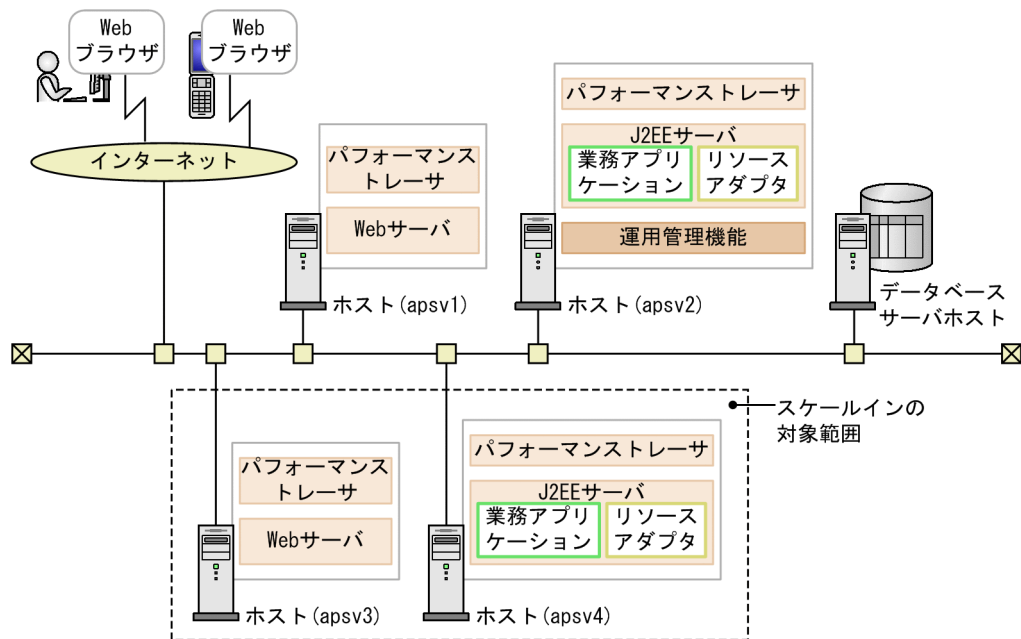 Web
ブラウザ
Web
ブラウザ
インターネット
パフォーマンス
トレーサ
Webサーバ
ホスト(apsv1)
パフォーマンストレーサ
J2EEサーバ
業務アプリ
ケーション
リソース
アダプタ
運用管理機能
ホスト(apsv2)
データベース
サーバホスト
スケールインの
対象範囲
パフォーマンス
トレーサ
Webサーバ
ホスト(apsv3)
パフォーマンストレーサ
J2EEサーバ
業務アプリ
ケーション
リソース
アダプタ
ホスト(apsv4)